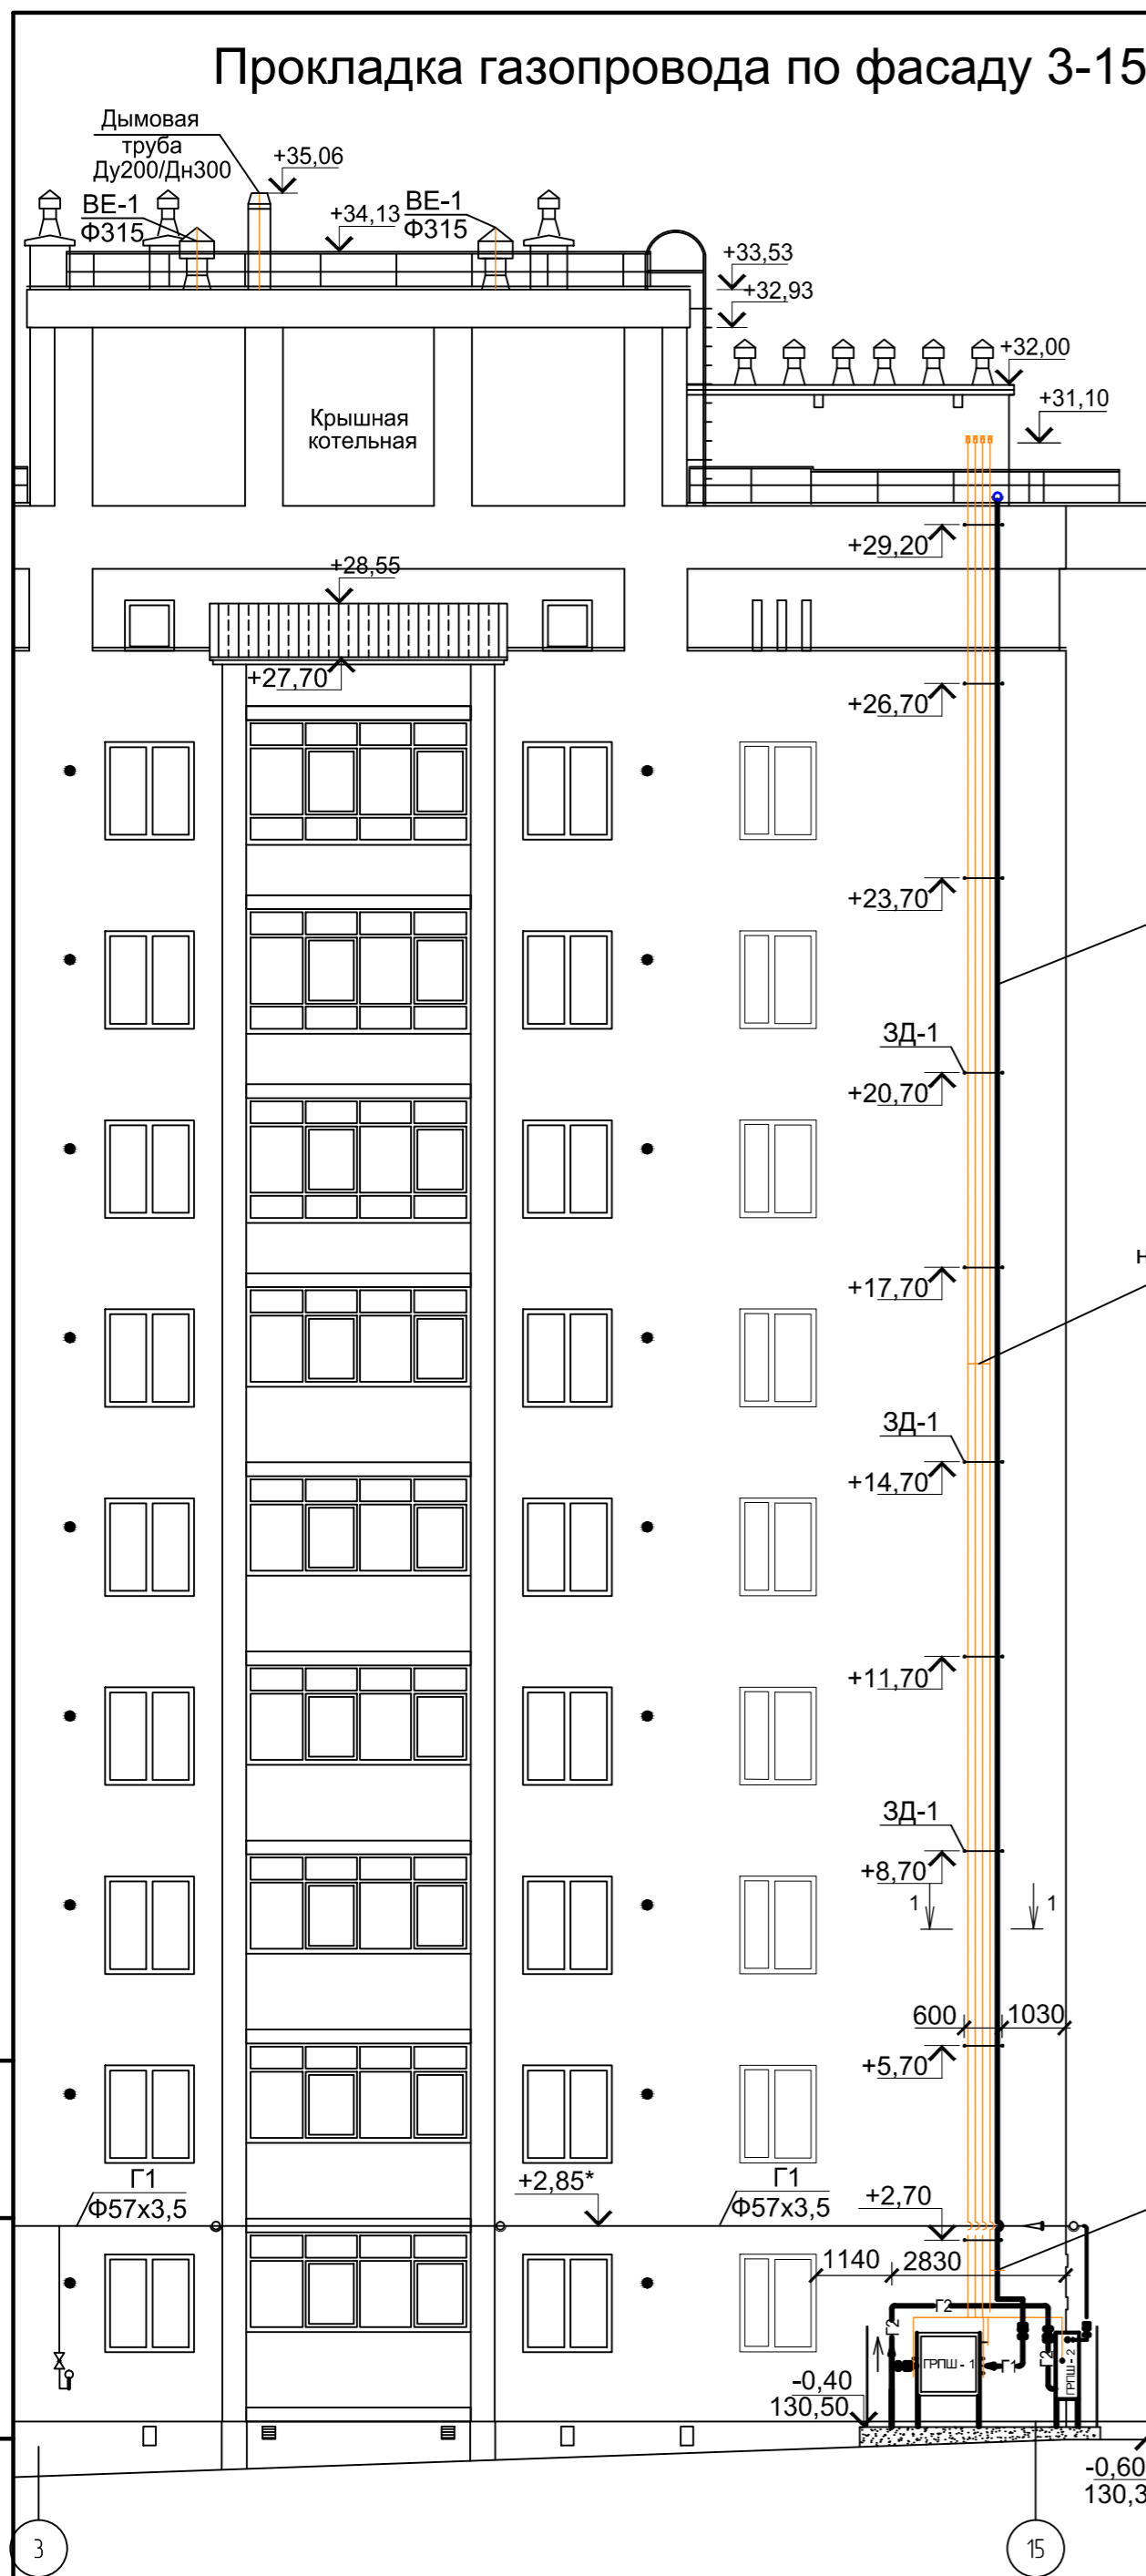 Прокладка газопровода по фасаду 3-15
Дымовая
труба
Ду200/Дн300
+35,06
ВЕ-1
Ф315
+34,13
ВЕ-1
Ф315
+33,53
+32,93
+32,00
+31,10
Крышная
котельная
+29,20
+28,55
+27,70
+26,70
+23,70
ЗД-1
+20,70
+17,70
ЗД-1
+14,70
+11,70
ЗД-1
+8,70
1
1
600
1030
+5,70
Г1
Ф57х3,5
+2,85*
Г1
Ф57х3,5
+2,70
1140
2830
Г2
Г2
ГРПШ - 1
Г1
Г2
ГРПШ - 2
-0,40
130,50
-0,60
130,3
3
15